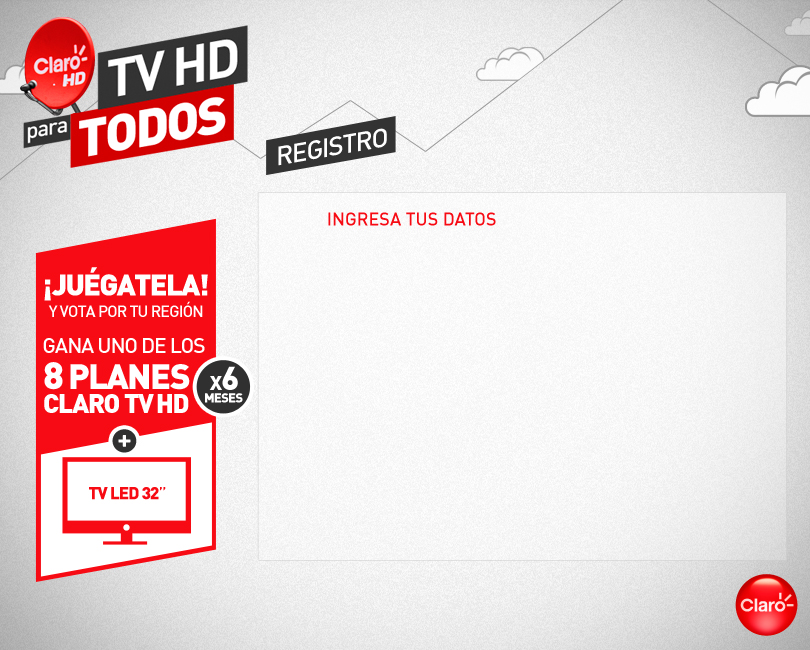 Claro
HD
TV HD
para
TODOS
REGISTRO
INGRESA TUS DATOS
¡JUÉGATELA!
Y VOTA POR TU REGIÓN
GANA UNO DE LOS
8 PLANES
CLARO TV HD
x6
MESES
+
TV LED 32''
Claro